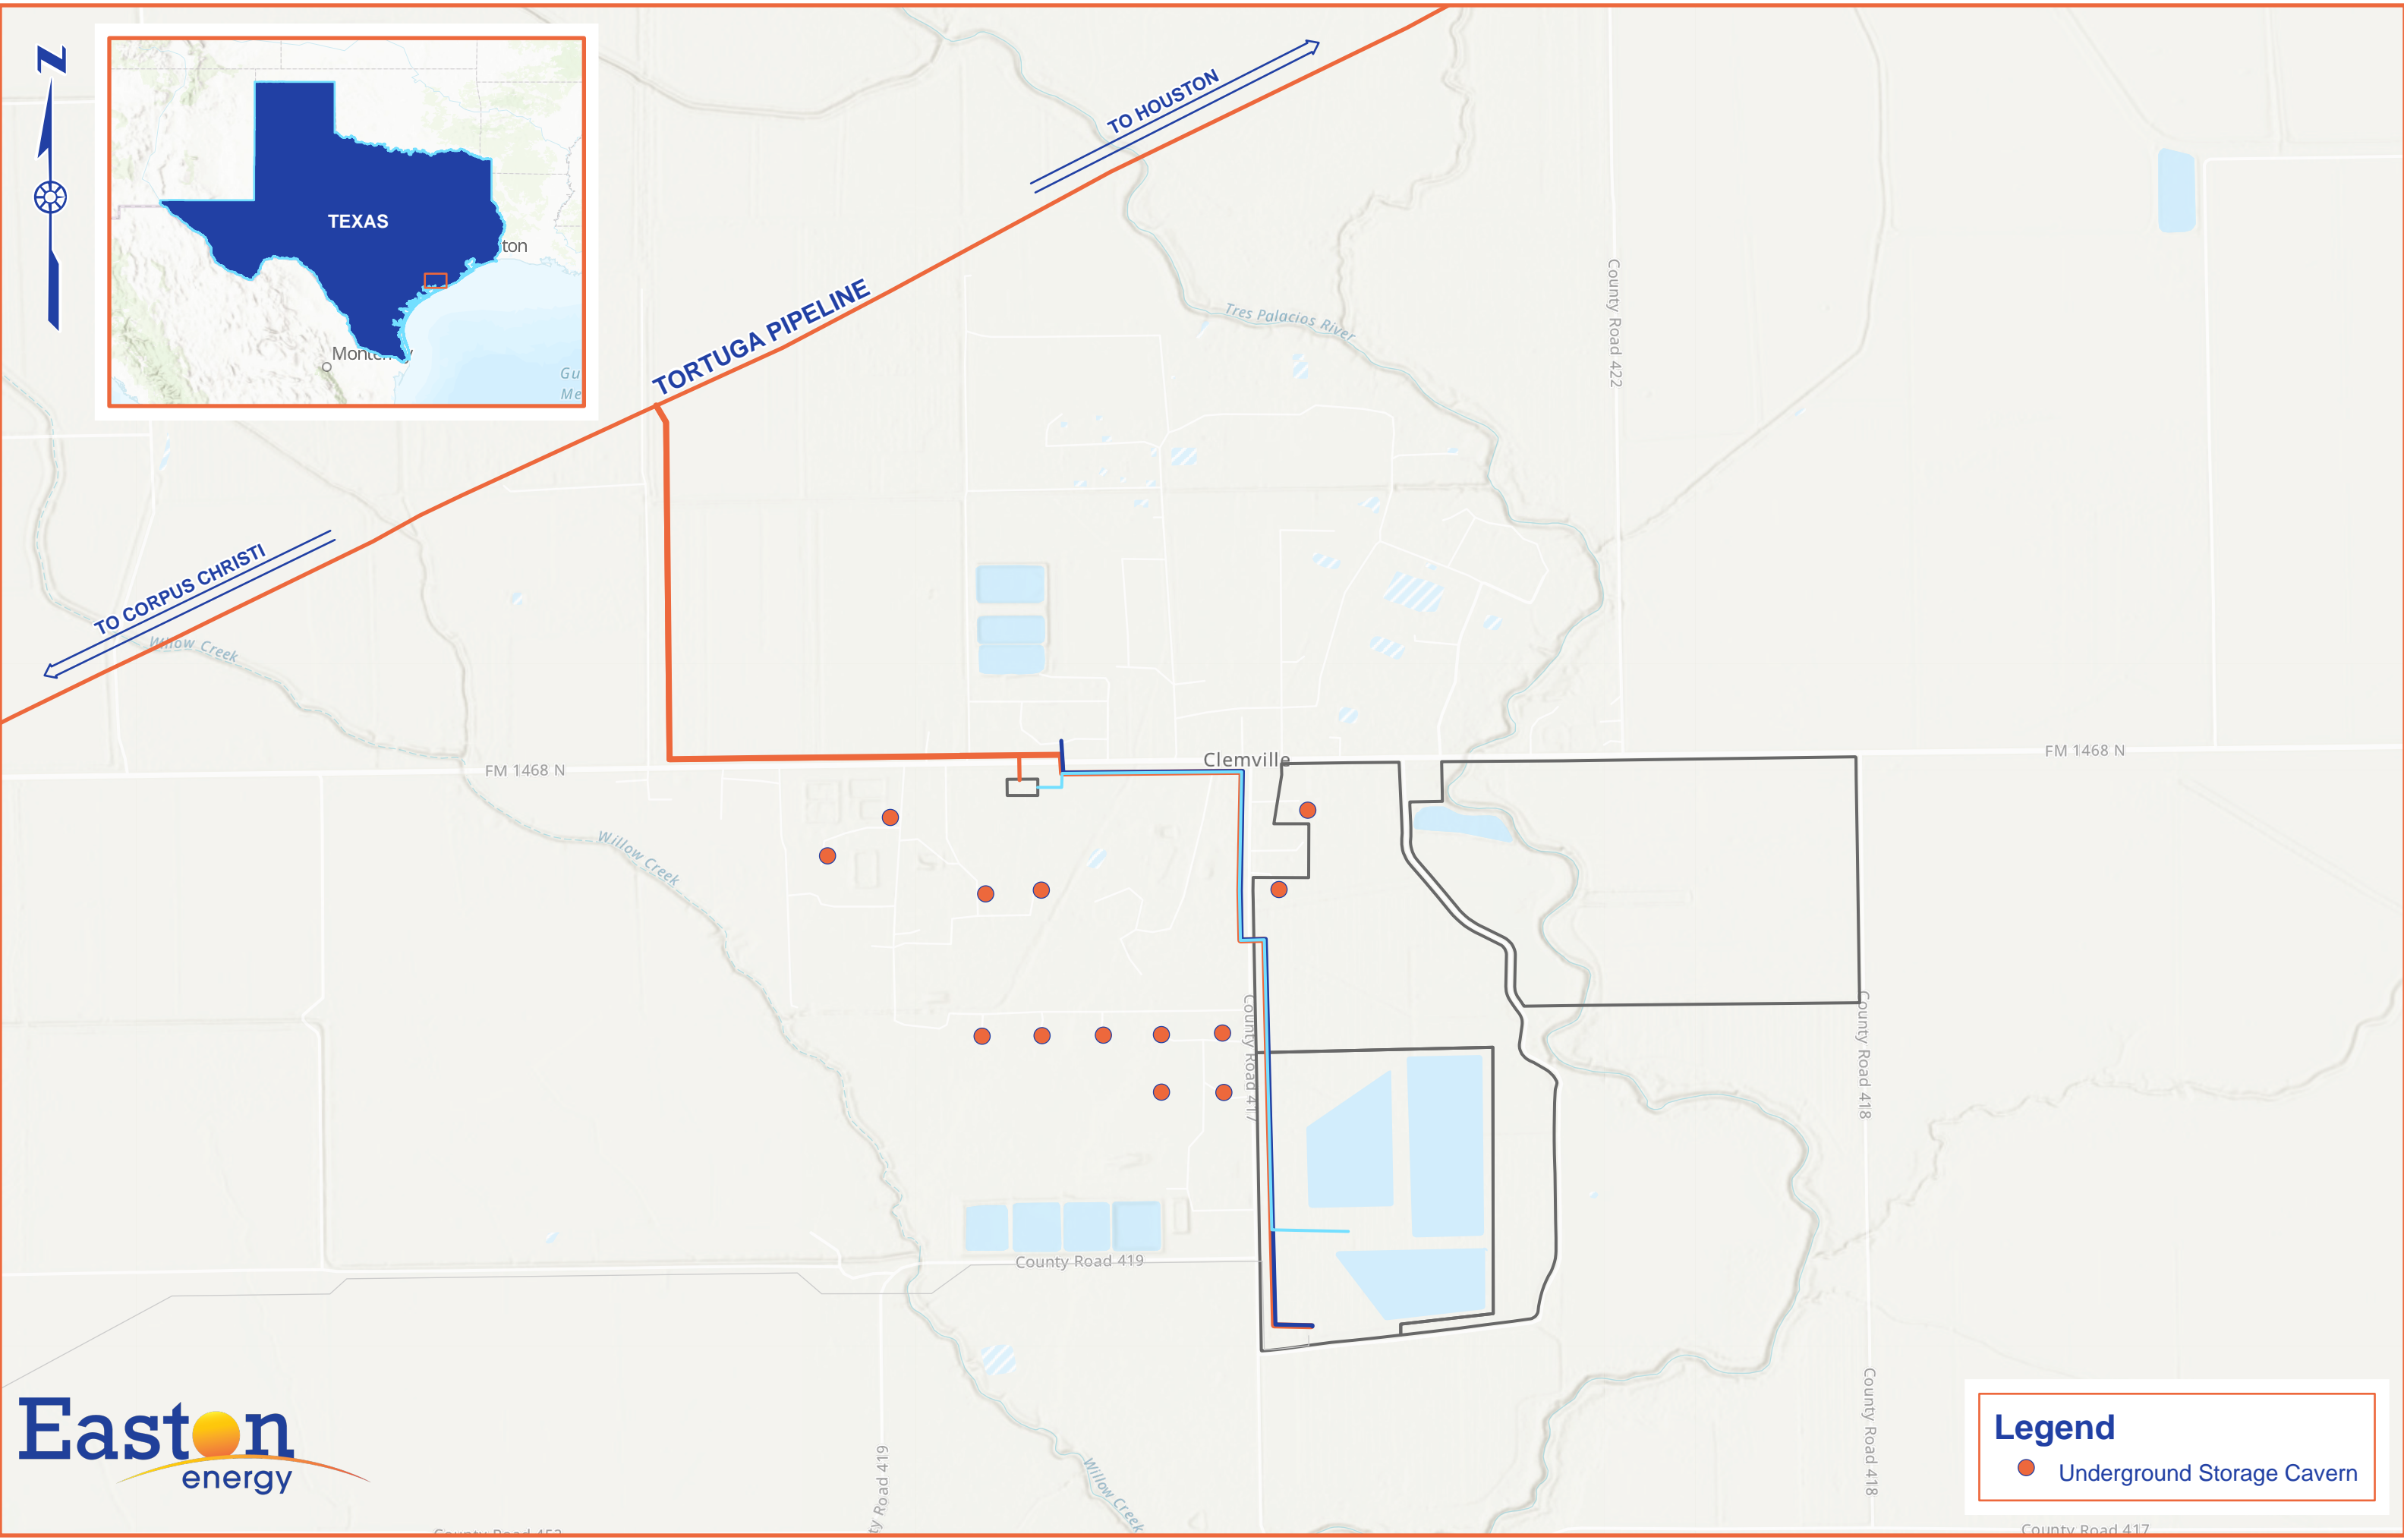 N
TEXAS
ton
Gu
Me
TO HOUSTON
TORTUGA PIPELINE
TO CORPUS CHRISTI
Tres Palacios River
County Road 422
Willow Creek
FM 1468 N
Clemville
FM 1468 N
Willow Creek
County Road 417
County Road 418
County Road 419
County Road 418
Willow Creek
ty Road 419
Easton
energy
Legend
Underground Storage Cavern
County Road 417